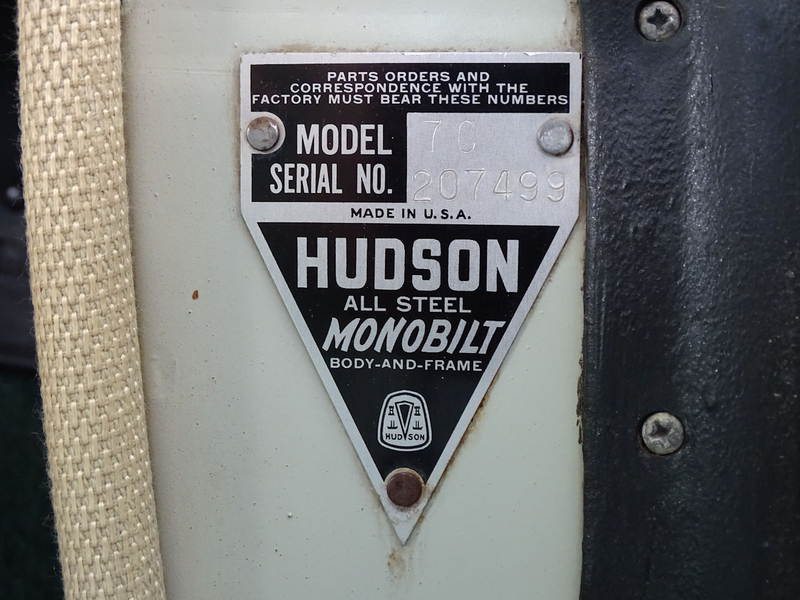 PARTS ORDERS AND
CORRESPONDENCE WITH THE
FACTORY MUST BEAR THESE NUMBERS
MODEL 7C
SERIAL NO. 207499
MADE IN U.S.A.
HUDSON
ALL STEEL
MONOBILT
BODY-AND-FRAME
HUDSON